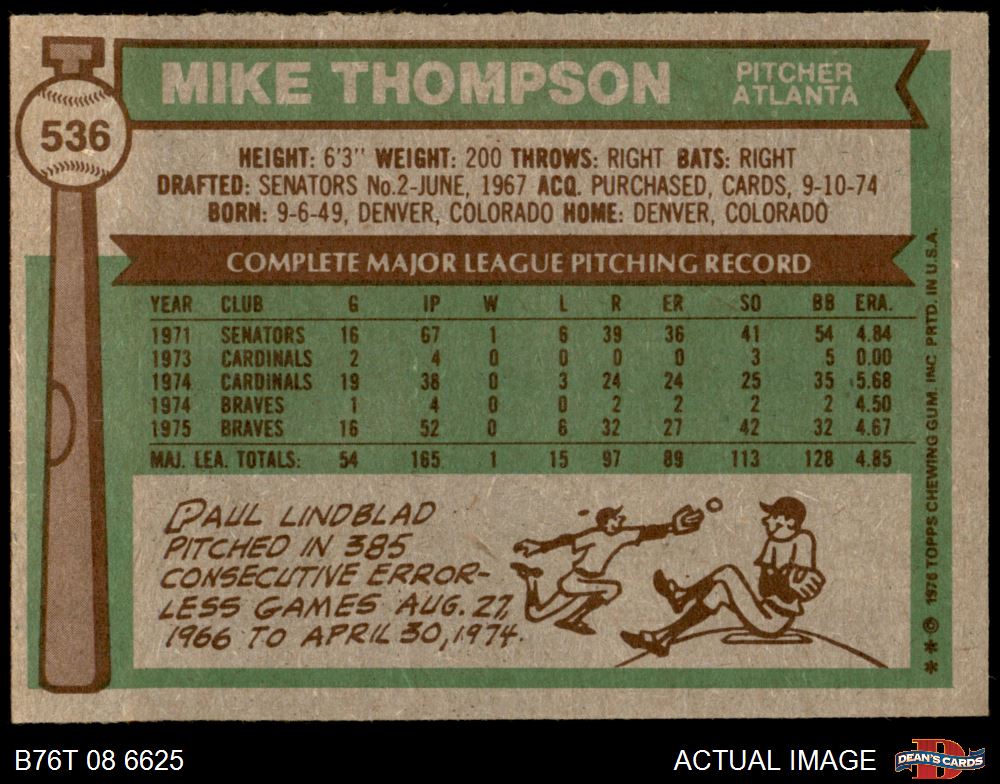 MIKE THOMPSON
PITCHER
ATLANTA
536
HEIGHT: 6'3" WEIGHT: 200 THROWS: RIGHT BATS: RIGHT
DRAFTED: SENATORS No.2-JUNE, 1967 ACQ. PURCHASED, CARDS, 9-10-74
BORN: 9-6-49, DENVER, COLORADO HOME: DENVER, COLORADO
COMPLETE MAJOR LEAGUE PITCHING RECORD
YEAR CLUB G IP W L R ER SO BB ERA.
1971 SENATORS 16 67 1 6 39 36 41 54 4.84
1973 CARDINALS 2 4 0 0 0 0 3 5 0.00
1974 CARDINALS 19 38 0 3 24 24 25 35 5.68
1974 BRAVES 1 4 0 0 2 2 2 2 4.50
1975 BRAVES 16 52 0 6 32 27 42 32 4.67
MAJ. LEA. TOTALS: 54 165 1 15 97 89 113 128 4.85
PAUL LINDBLAD
PITCHED IN 385
CONSECUTIVE ERROR-
LESS GAMES AUG. 27,
1966 TO APRIL 30, 1974.
** © 1976 TOPPS CHEWING GUM. INC PRTD. IN U.S.A.
B76T 08 6625
ACTUAL IMAGE
DEAN'S CARDS